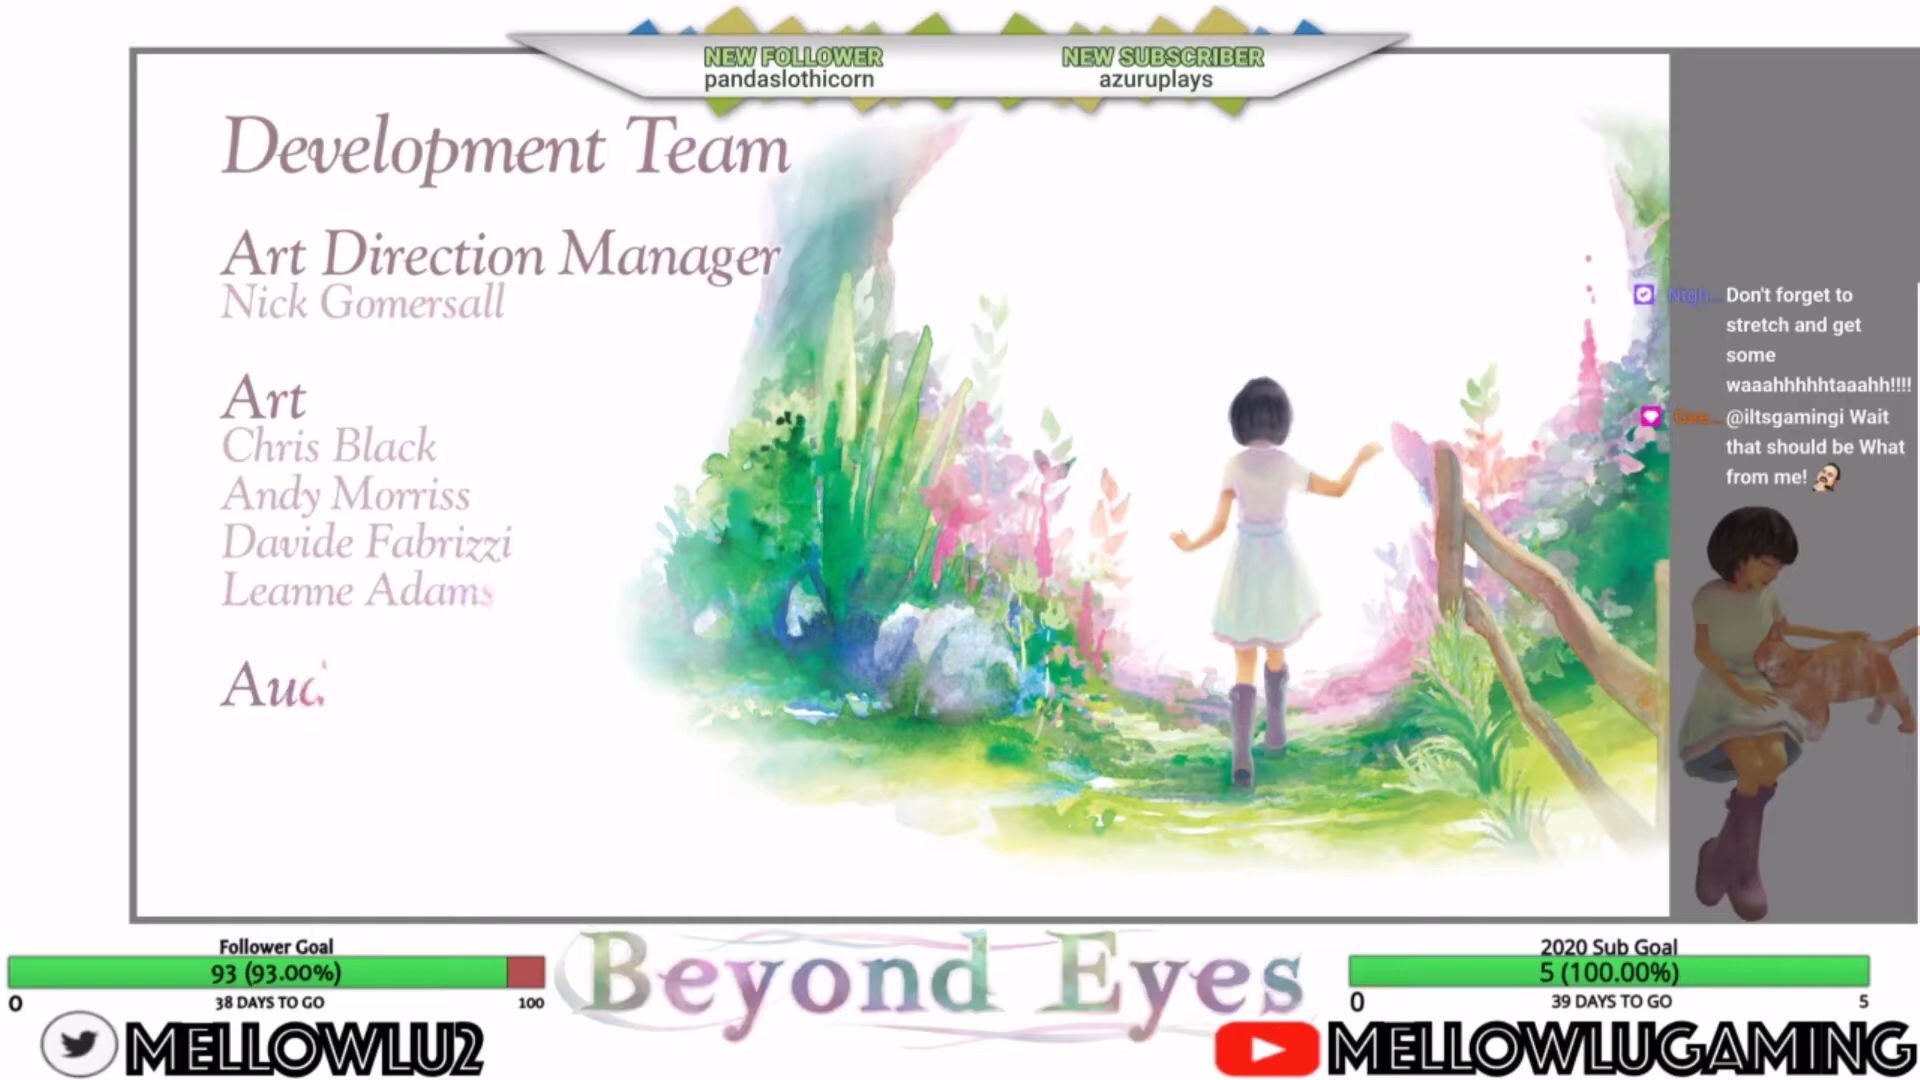 NEW FOLLOWER
pandaslothicorn
NEW SUBSCRIBER
azuruplays
Development Team
Art Direction Manager
Nick Gomersall
Art
Chris Black
Andy Morriss
Davide Fabrizzi
Leanne Adams
Nigh... Don't forget to
stretch and get
some
waaahhhhhtaaahh!!!!
@iltsgamingi Wait
that should be What
from me!
Follower Goal
93 (93.00%)
0
38 DAYS TO GO
100
Beyond Eyes
2020 Sub Goal
5 (100.00%)
0
39 DAYS TO GO
5
MELLOWLU2
MELLOWLUGAMING